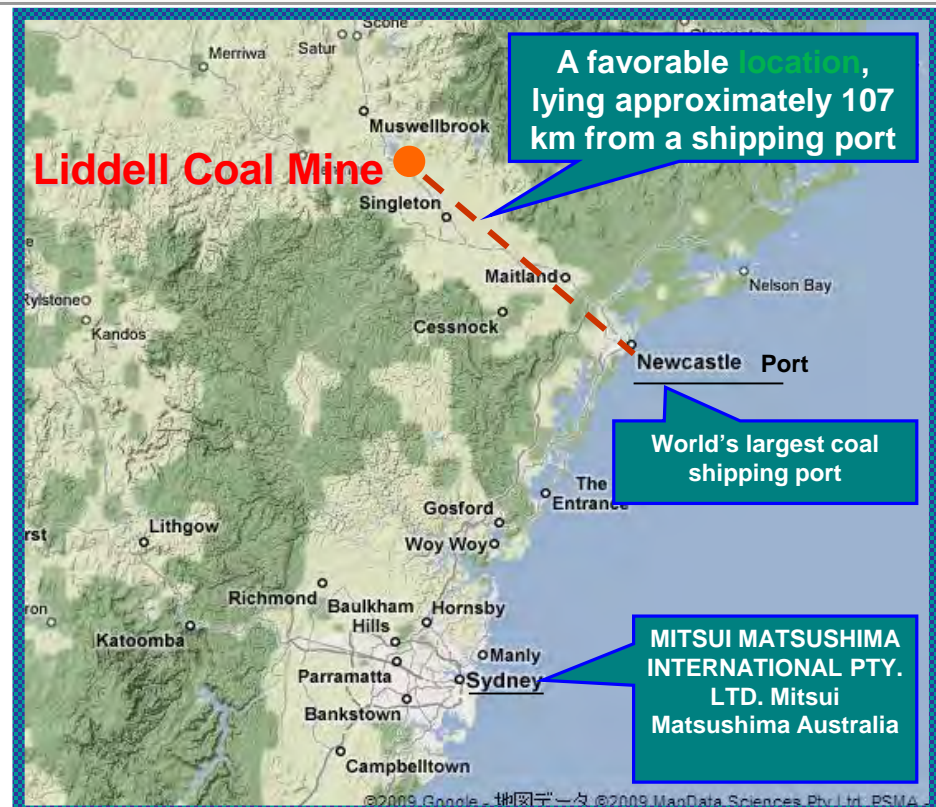 Scone
Merriwa
Satur
A favorable location,
lying approximately 107
km from a shipping port
Muswellbrook
Liddell Coal Mine
Singleton
Maitland
Nelson Bay
Rylstone
Kandos
Cessnock
Newcastle Port
World's largest coal
shipping port
The
Entrance
Gosford
Lithgow
rst
Woy Woy
Richmond
Baulkham
Hills
Hornsby
ron
Katoomba
MITSUI MATSUSHIMA
INTERNATIONAL PTY.
LTD. Mitsui
Matsushima Australia
Manly
Parramatta
Sydney
Bankstown
Campbelltown
©2009 Google - 地図データ ©2009 MapData Sciences Pty Ltd, PSMA